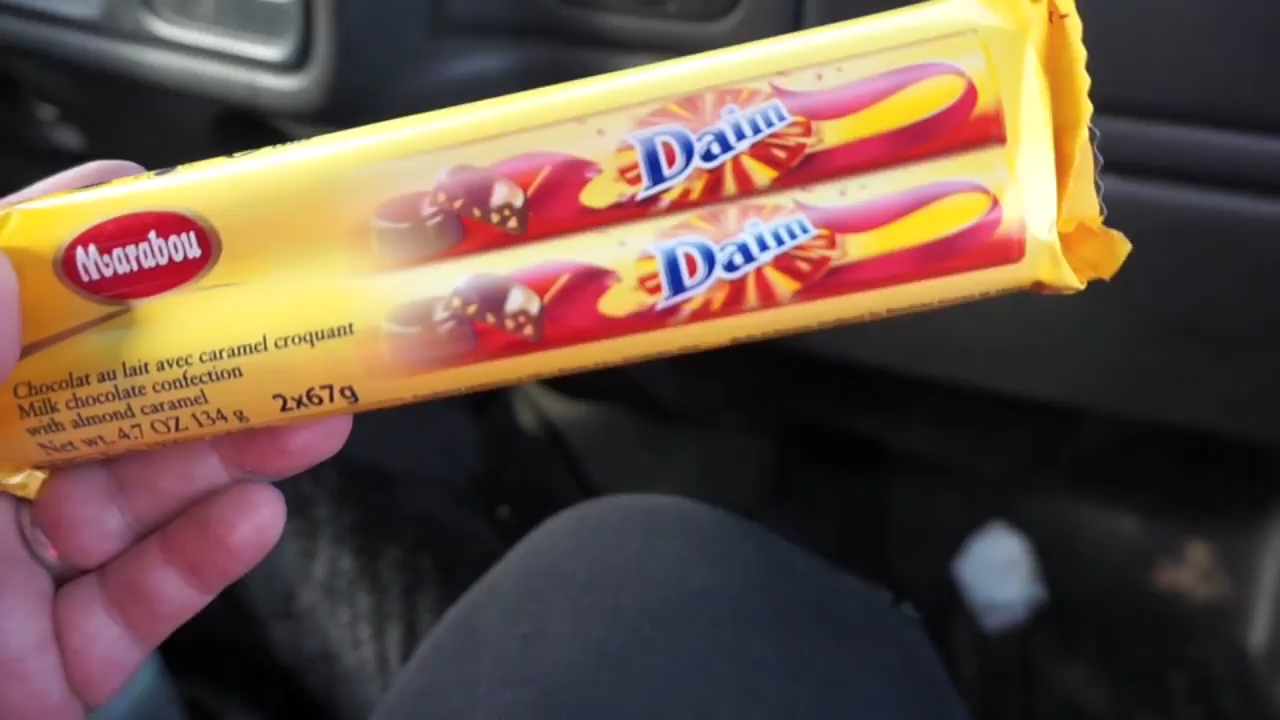 Marabou
Daim
Daim
Chocolat au lait avec caramel croquant
Milk chocolate confection
with almond caramel
Net wt. 4.7 OZ 134 g
2x67g